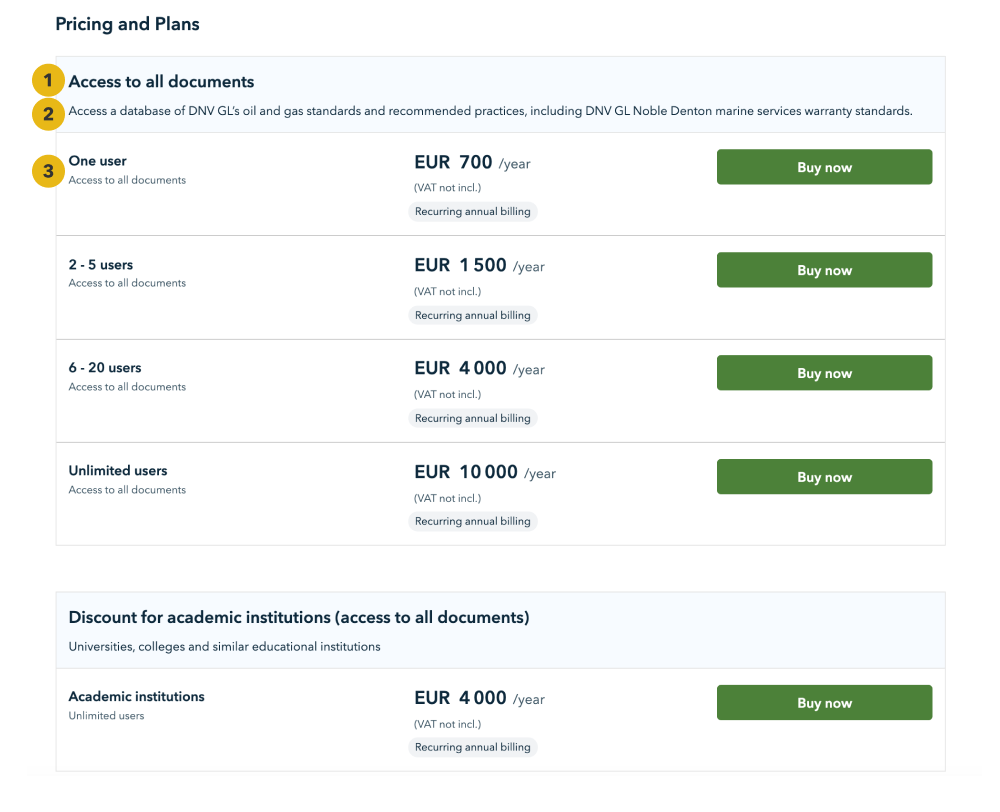 Pricing and Plans
1 Access to all documents
2 Access a database of DNV GL's oil and gas standards and recommended practices, including DNV GL Noble Denton marine services warranty standards.
3 One user EUR 700 /year Buy now
Access to all documents (VAT not incl.)
Recurring annual billing
2 - 5 users EUR 1 500 /year Buy now
Access to all documents (VAT not incl.)
Recurring annual billing
6 - 20 users EUR 4 000 /year Buy now
Access to all documents (VAT not incl.)
Recurring annual billing
Unlimited users EUR 10 000 /year Buy now
Access to all documents (VAT not incl.)
Recurring annual billing
Discount for academic institutions (access to all documents)
Universities, colleges and similar educational institutions
Academic institutions EUR 4 000 /year Buy now
Unlimited users (VAT not incl.)
Recurring annual billing